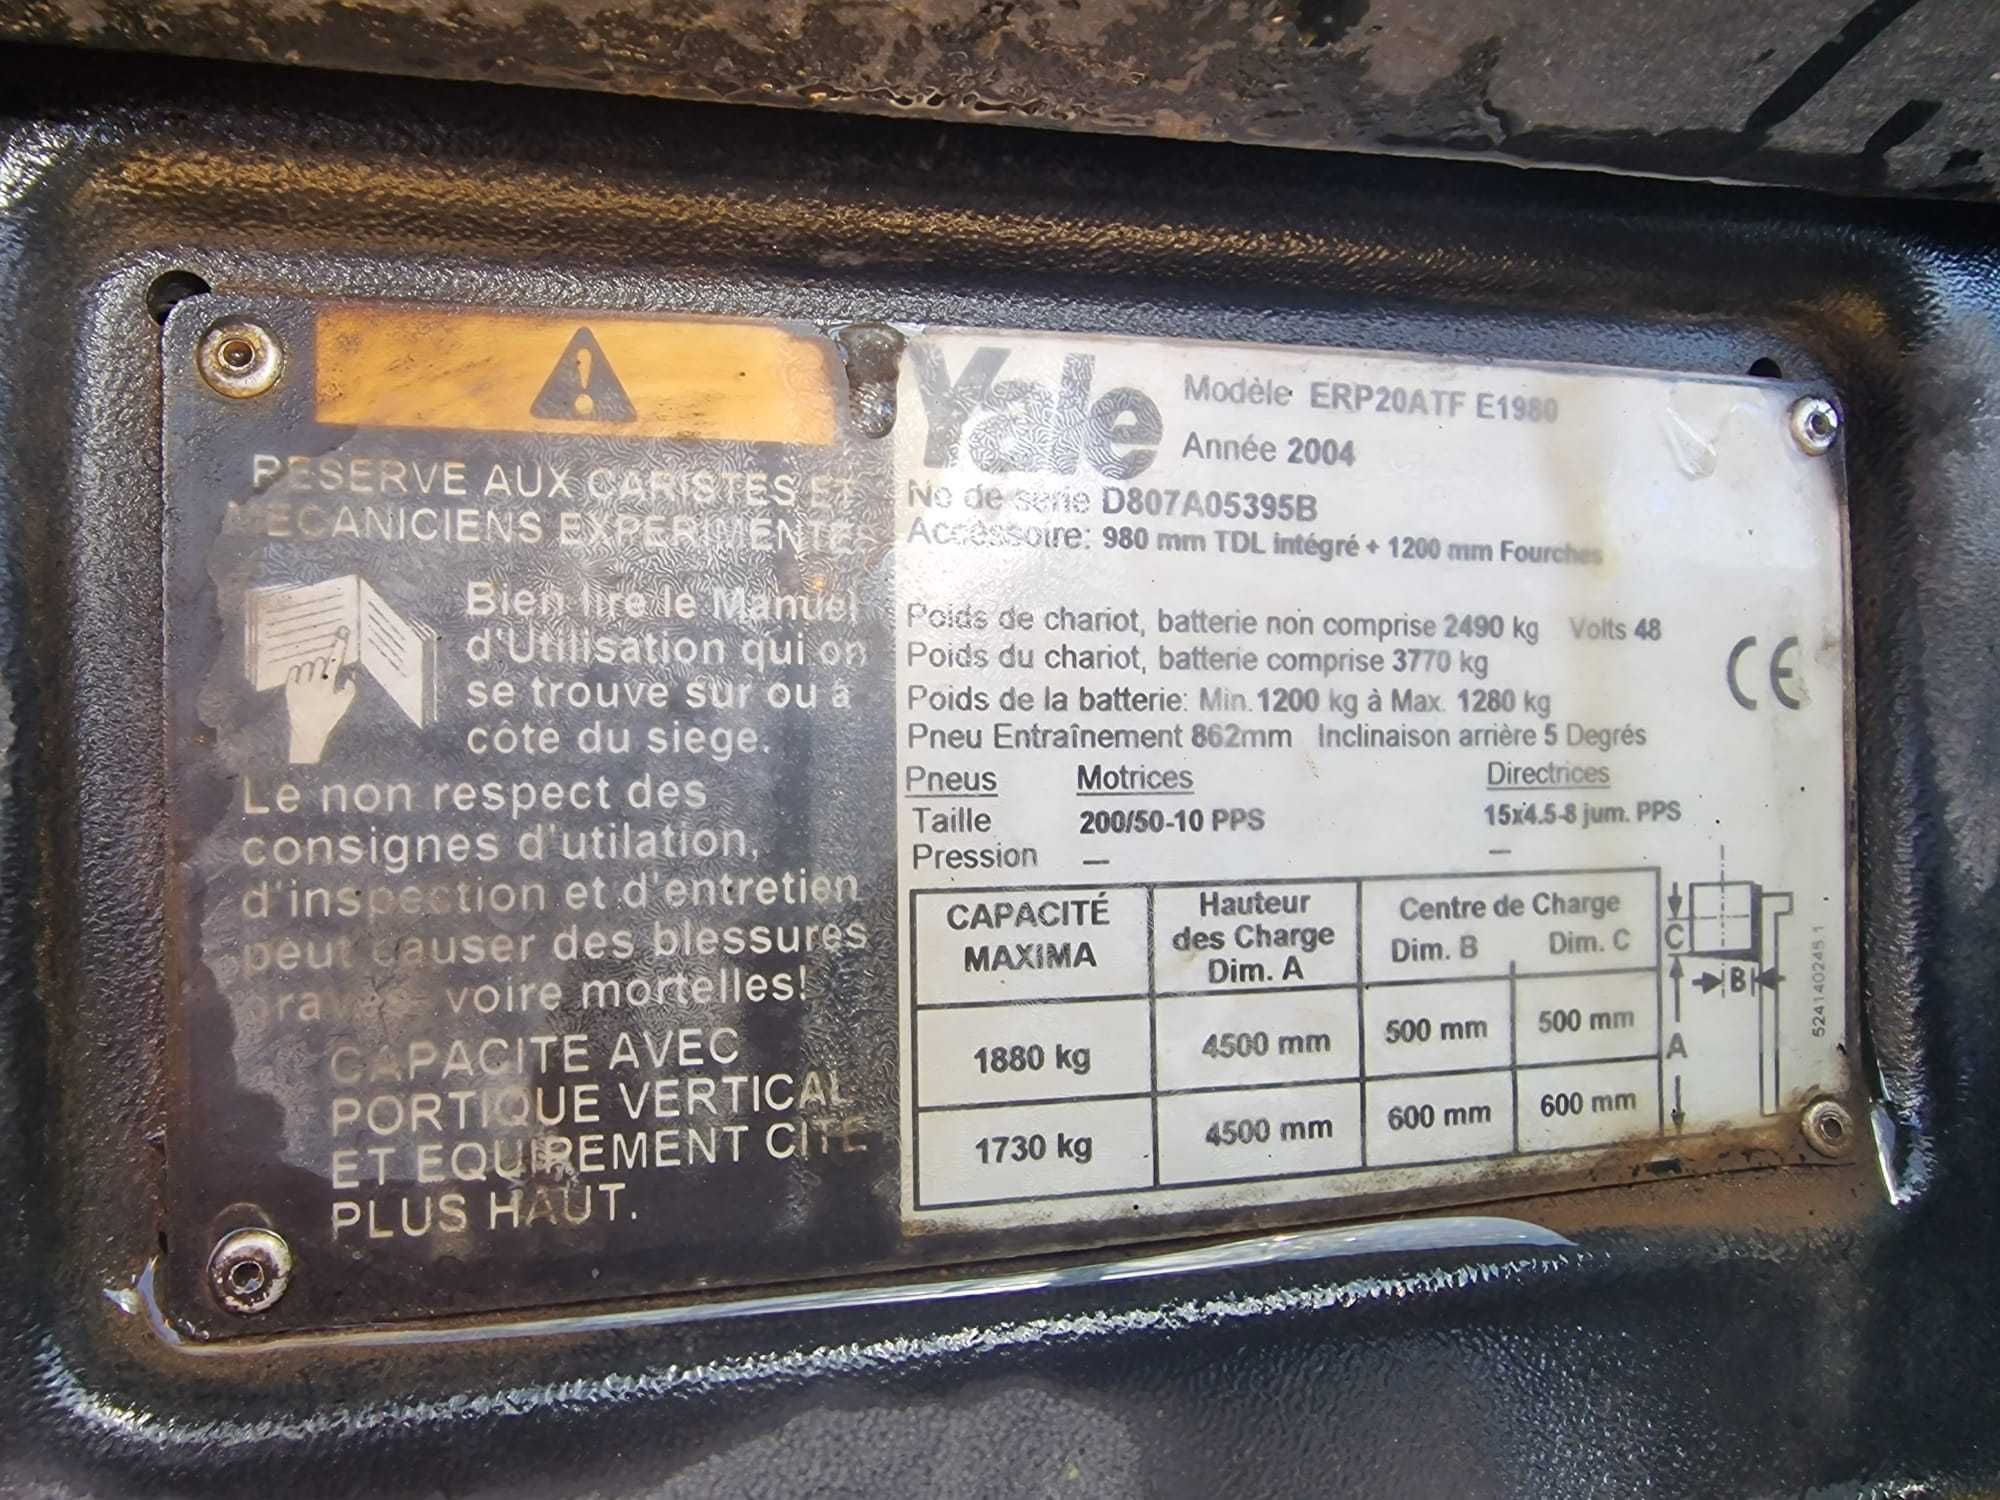 RESERVE AUX CARISTES ET
MECANICIENS EXPERIMENTES
Bien lire le Manuel
d'Utilisation qui on
se trouve sur ou à
côte du siege.
Le non respect des
consignes d'utilation,
d'inspection et d'entretien
peut causer des blessures
graves voire mortelles!
CAPACITE AVEC
PORTIQUE VERTICAL
ET EQUIPEMENT CITE
PLUS HAUT.
Yale
Modèle ERP20ATF E1980
Année 2004
No de série D807A05395B
Accessoire: 980 mm TDL intégré + 1200 mm Fourches
Poids de chariot, batterie non comprise 2490 kg Volts 48
Poids du chariot, batterie comprise 3770 kg
Poids de la batterie: Min. 1200 kg à Max. 1280 kg
Pneu Entraînement 862mm Inclinaison arrière 5 Degrés
CE
Pneus Motrices Directrices
Taille 200/50-10 PPS 15x4.5-8 jum. PPS
Pression — —
CAPACITÉ MAXIMA Hauteur des Charge Dim. A Centre de Charge Dim. B Dim. C
1880 kg 4500 mm 500 mm 500 mm
1730 kg 4500 mm 600 mm 600 mm
C
B
A
524140245 1